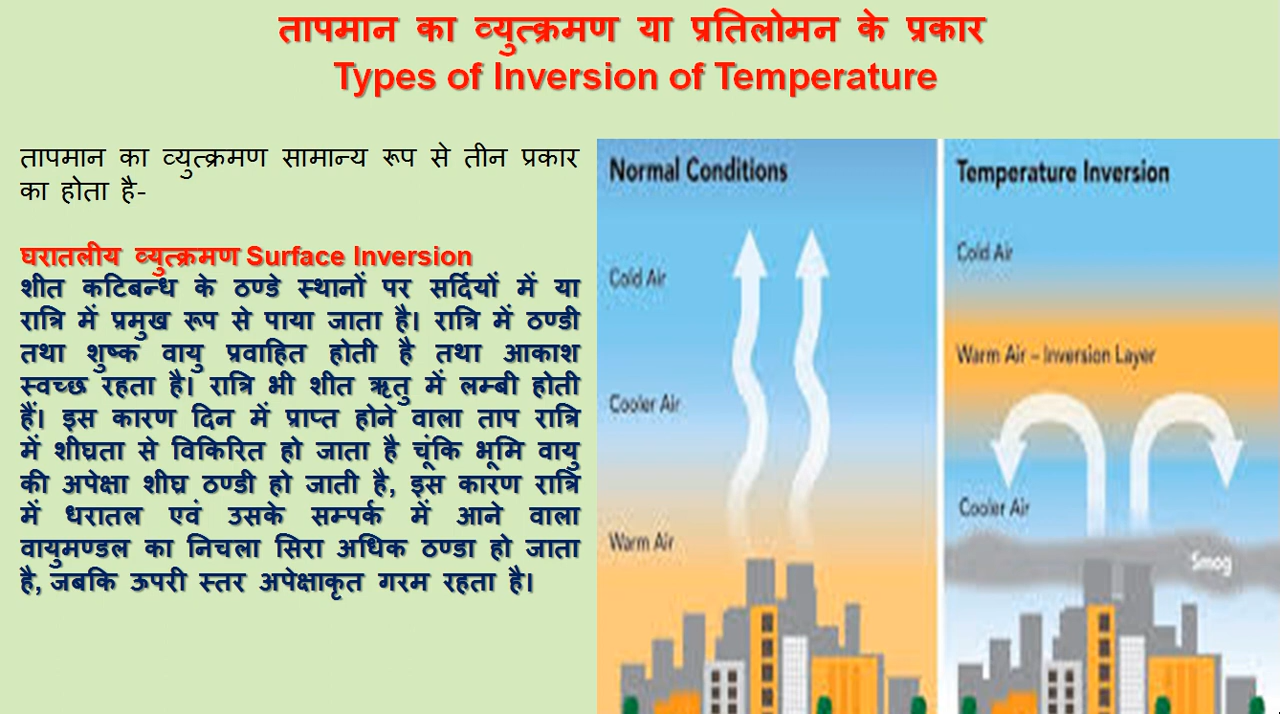 तापमान का व्युत्क्रमण या प्रतिलोमन के प्रकार
Types of Inversion of Temperature
तापमान का व्युत्क्रमण सामान्य रूप से तीन प्रकार
का होता है-
घरातलीय व्युत्क्रमण Surface Inversion
शीत कटिबन्ध के ठण्डे स्थानों पर सर्दियों में या
रात्रि में प्रमुख रूप से पाया जाता है। रात्रि में ठण्डी
तथा शुष्क वायु प्रवाहित होती है तथा आकाश
स्वच्छ रहता है। रात्रि भी शीत ऋतु में लम्बी होती
हैं। इस कारण दिन में प्राप्त होने वाला ताप रात्रि
में शीघ्रता से विकिरित हो जाता है चूंकि भूमि वायु
की अपेक्षा शीघ्र ठण्डी हो जाती है, इस कारण रात्रि
में धरातल एवं उसके सम्पर्क में आने वाला
वायुमण्डल का निचला सिरा अधिक ठण्डा हो जाता
है, जबकि ऊपरी स्तर अपेक्षाकृत गरम रहता है।
Normal Conditions
Cold Air
Cooler Air
Warm Air
Temperature Inversion
Cold Air
Warm Air – Inversion Layer
Cooler Air
Smog